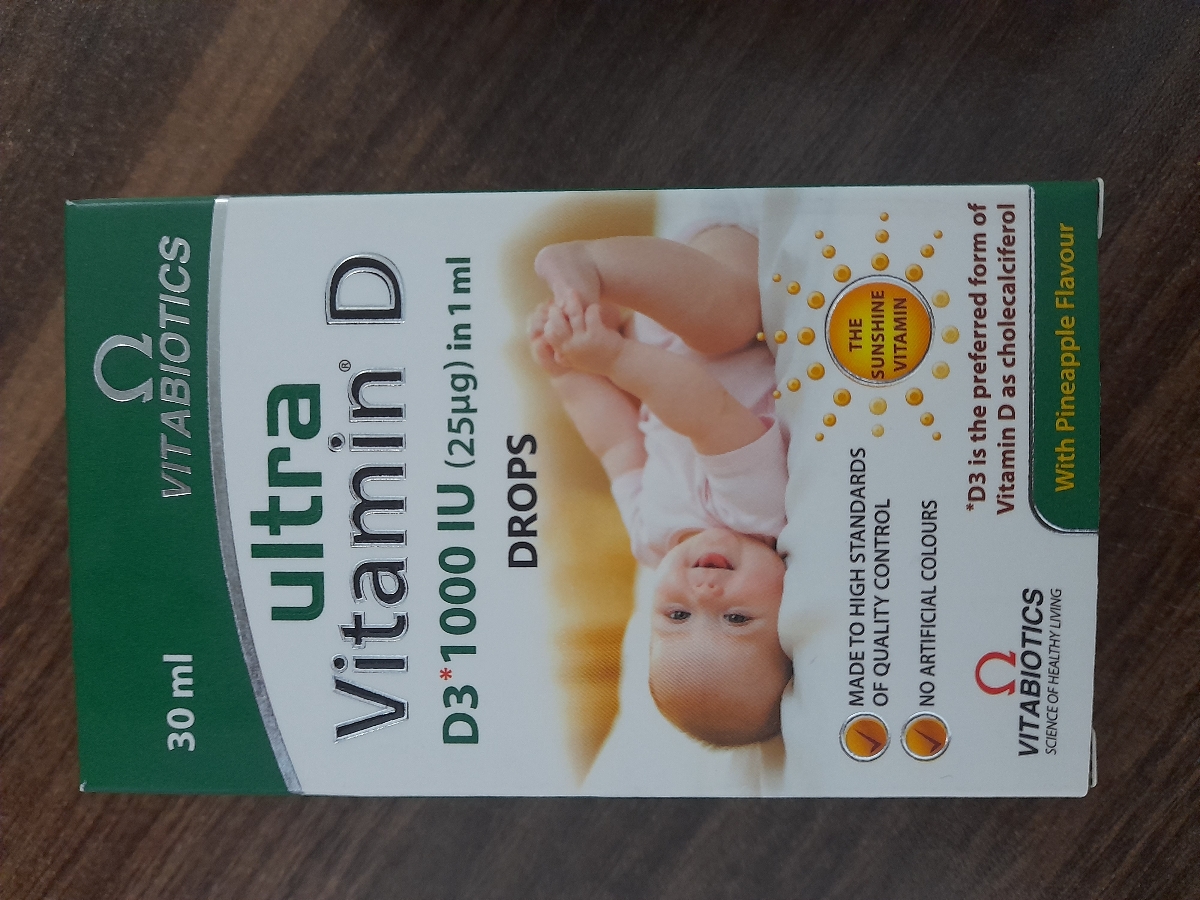 Ω
VITABIOTICS
30 ml
ultra
Vitamin® D
D3*1000 IU (25µg) in 1 ml
DROPS
THE
SUNSHINE
VITAMIN
MADE TO HIGH STANDARDS
OF QUALITY CONTROL
NO ARTIFICIAL COLOURS
*D3 is the preferred form of
Vitamin D as cholecalciferol
Ω
VITABIOTICS
SCIENCE OF HEALTHY LIVING
With Pineapple Flavour